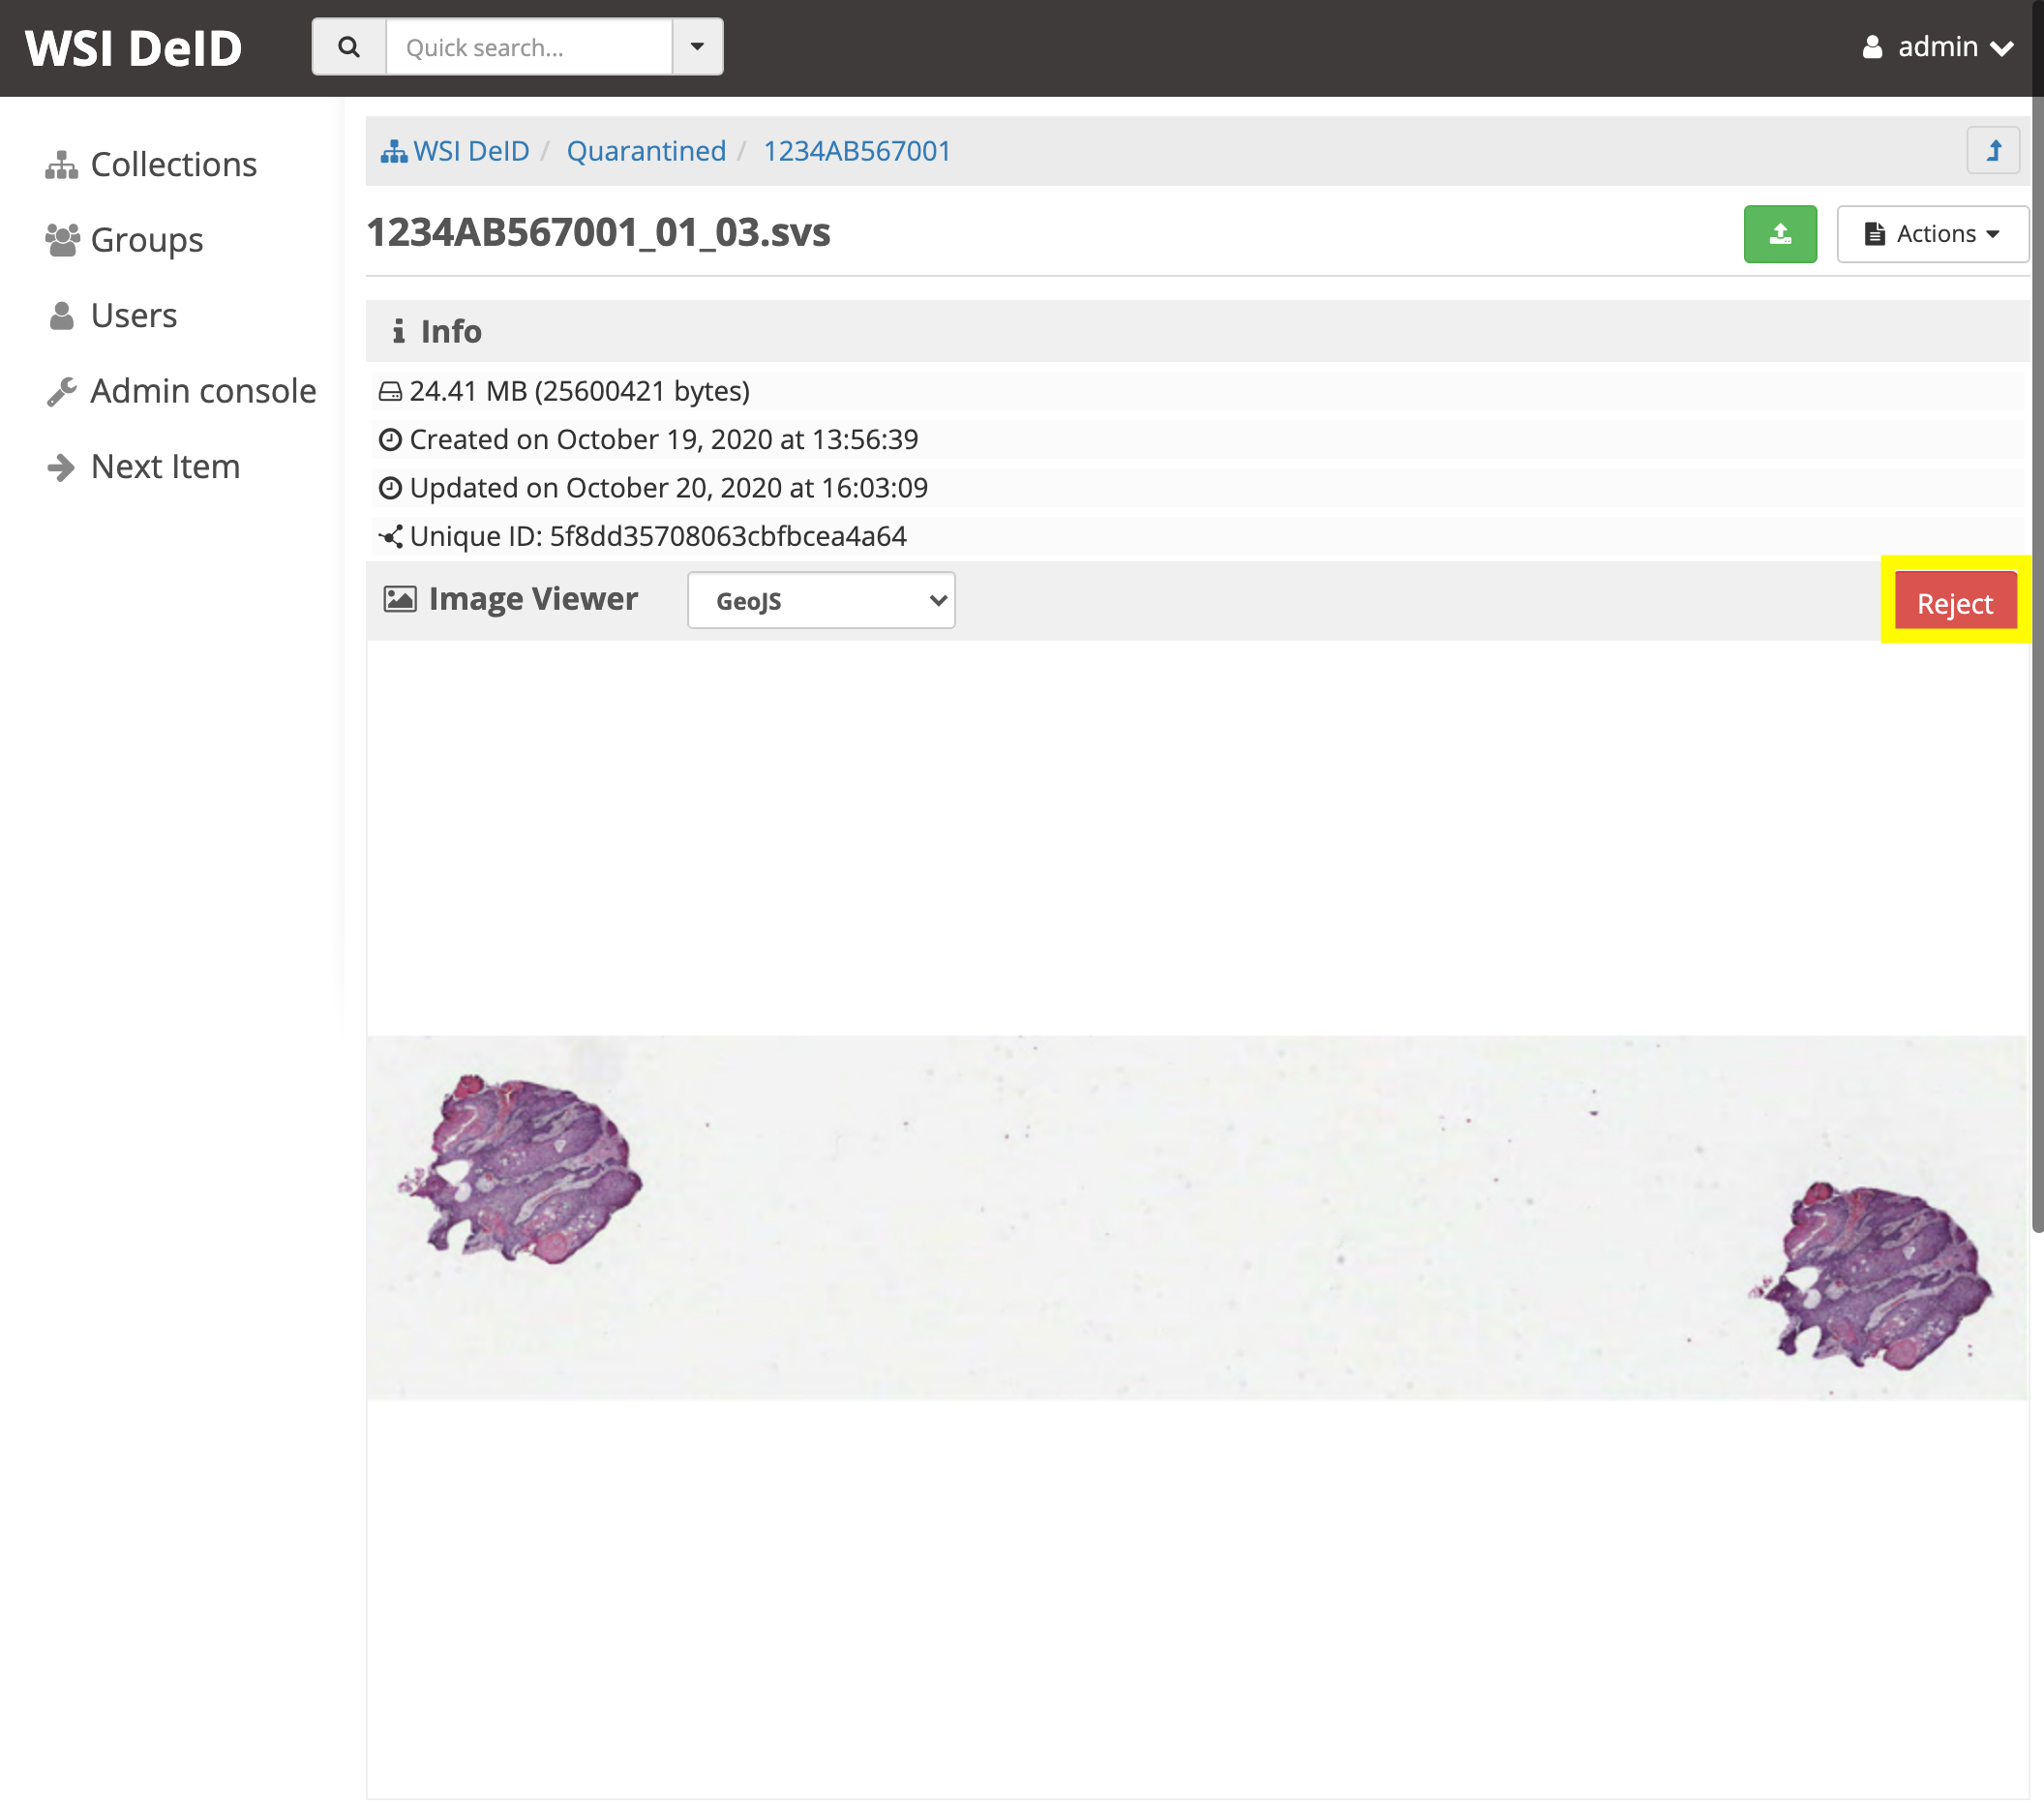 WSI DeID
Quick search...
admin
Collections
Groups
Users
Admin console
Next Item
WSI DeID / Quarantined / 1234AB567001
1234AB567001_01_03.svs
Actions
Info
24.41 MB (25600421 bytes)
Created on October 19, 2020 at 13:56:39
Updated on October 20, 2020 at 16:03:09
Unique ID: 5f8dd35708063cbfbcea4a64
Image Viewer GeoJS Reject